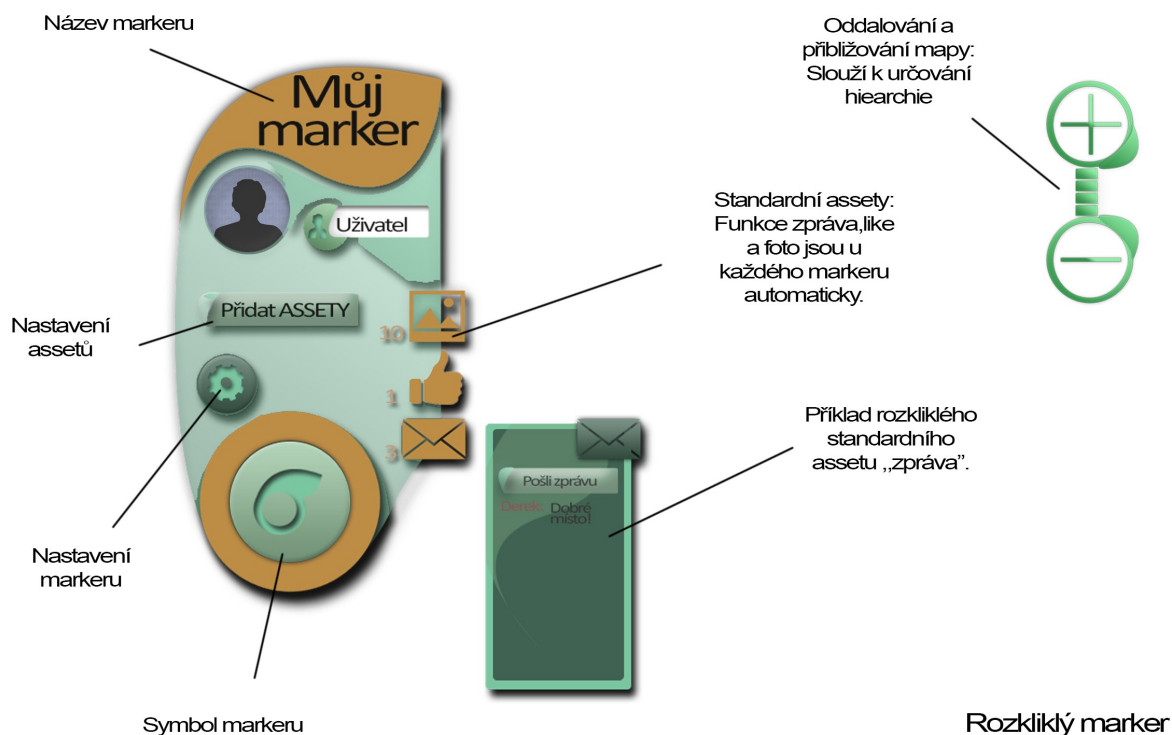 Název markeru
Můj
marker
Uživatel
Přidat ASSETY
10
1
3
Nastavení
assetů
Nastavení
markeru
Symbol markeru
Pošli zprávu
Derek: Dobré
místo!
Oddalování a
přibližování mapy:
Slouží k určování
hiearchie
Standardní assety:
Funkce zpráva,like
a foto jsou u
každého markeru
automaticky.
Příklad rozkliklého
standardního
assetu ,,zpráva".
Rozkliklý marker